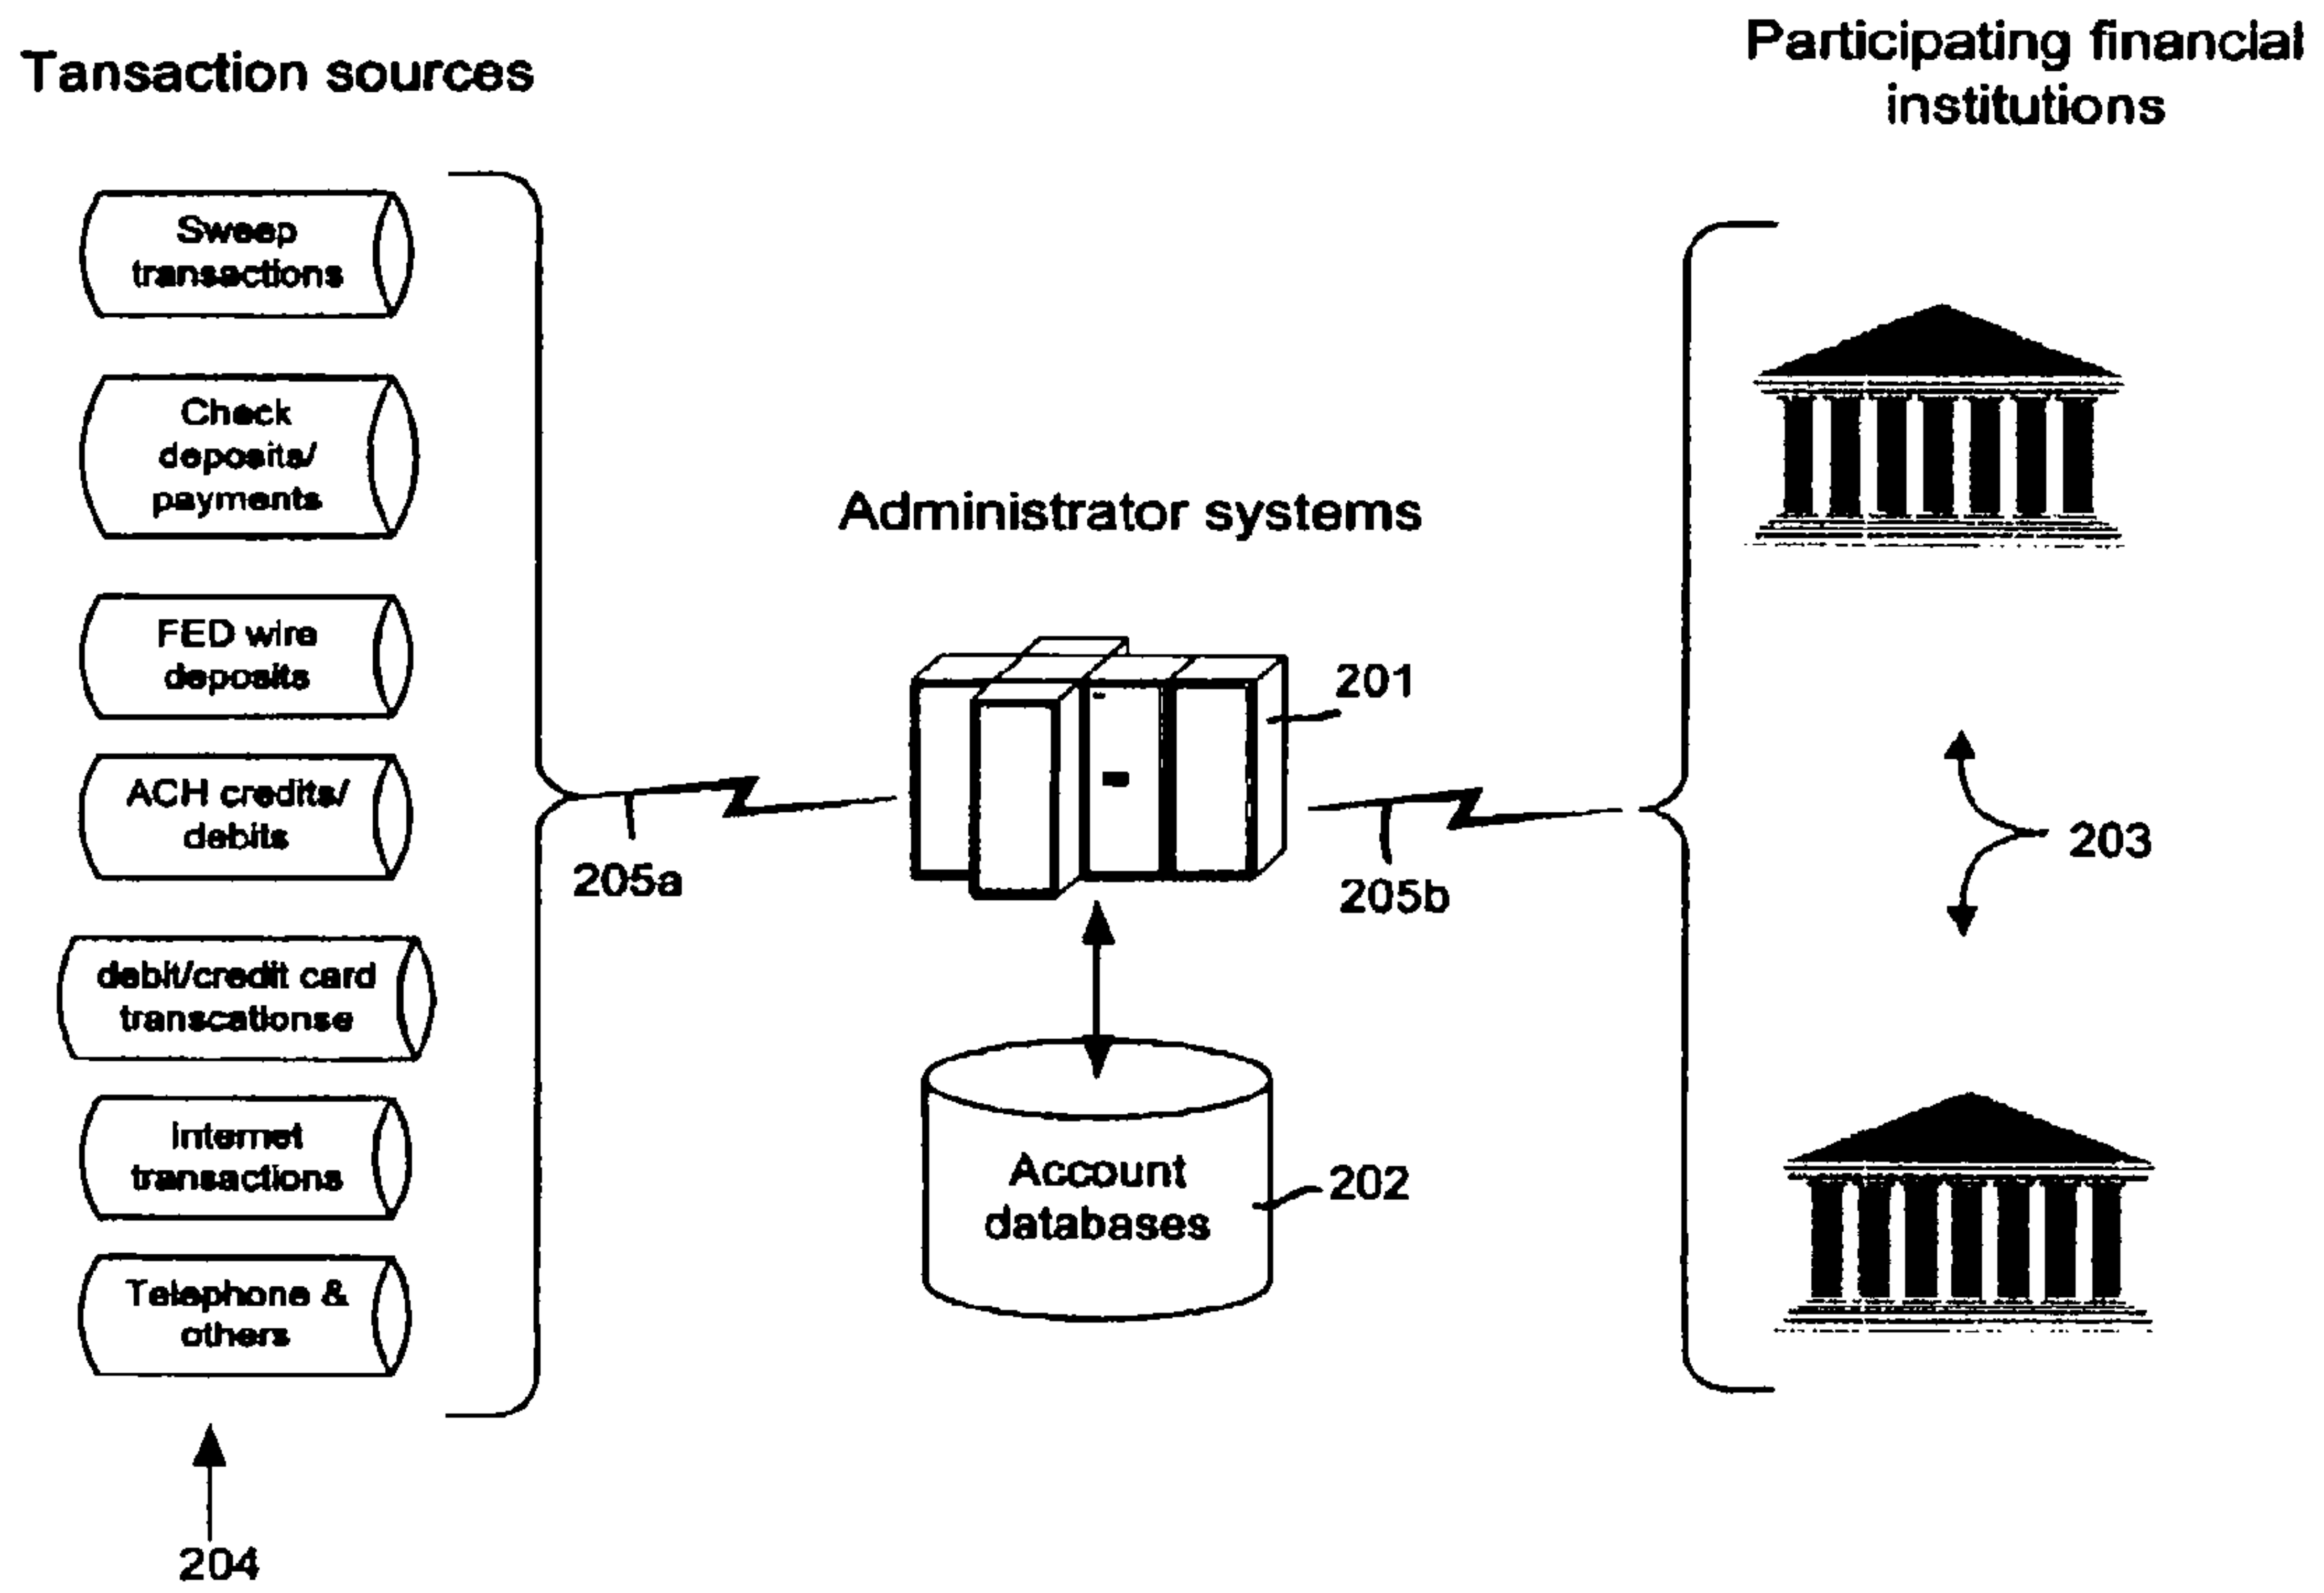 Tansaction sources
Participating financial
institutions
Sweep
transactions
Check
deposits/
payments
FED wire
deposits
ACH credits/
debits
debit/credit card
transcationse
Internet
transactions
Telephone &
others
204
205a
Administrator systems
201
205b
Account
databases
202
203